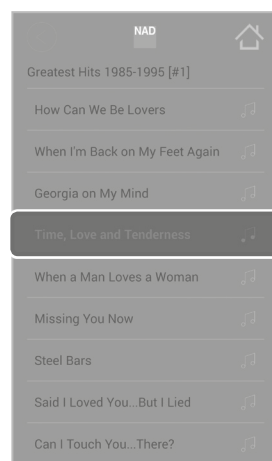 NAD
Greatest Hits 1985-1995 [#1]
How Can We Be Lovers
When I'm Back on My Feet Again
Georgia on My Mind
Time, Love and Tenderness
When a Man Loves a Woman
Missing You Now
Steel Bars
Said I Loved You...But I Lied
Can I Touch You...There?